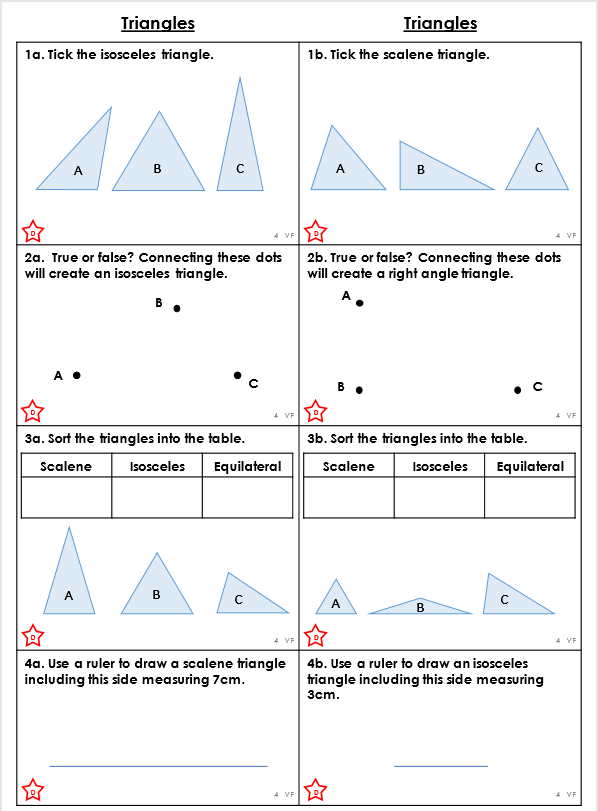 Triangles
Triangles
1a. Tick the isosceles triangle.
A
B
C
D
4 VF
1b. Tick the scalene triangle.
A
B
C
D
4 VF
2a. True or false? Connecting these dots
will create an isosceles triangle.
B
A
C
D
4 VF
2b. True or false? Connecting these dots
will create a right angle triangle.
A
B
C
D
4 VF
3a. Sort the triangles into the table.
Scalene Isosceles Equilateral
A
B
C
D
4 VF
3b. Sort the triangles into the table.
Scalene Isosceles Equilateral
A
B
C
D
4 VF
4a. Use a ruler to draw a scalene triangle
including this side measuring 7cm.
D
4 VF
4b. Use a ruler to draw an isosceles
triangle including this side measuring
3cm.
D
4 VF